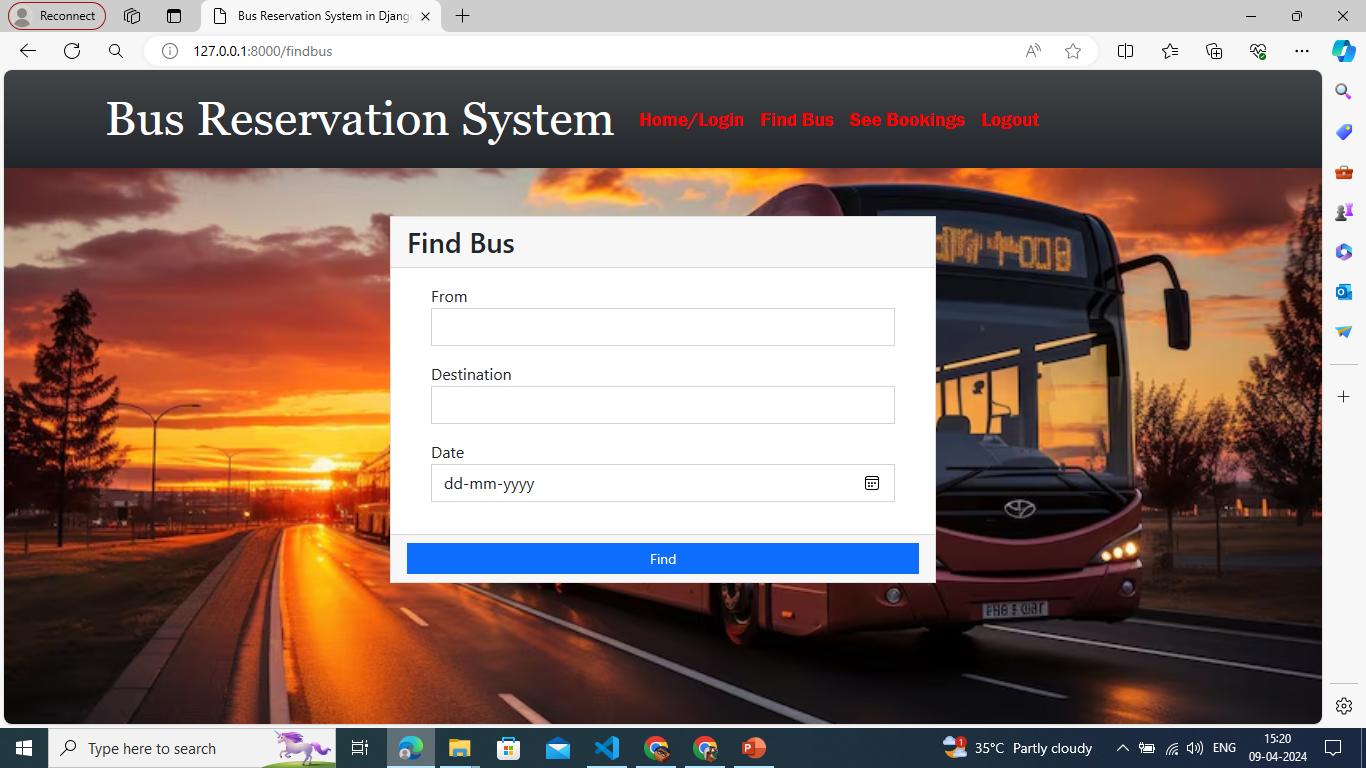 Reconnect
Bus Reservation System in Djang
127.0.0.1:8000/findbus
Bus Reservation System
Home/Login Find Bus See Bookings Logout
Find Bus
From
Destination
Date
dd-mm-yyyy
Find
Type here to search
1
35°C Partly cloudy
ENG
15:20
09-04-2024